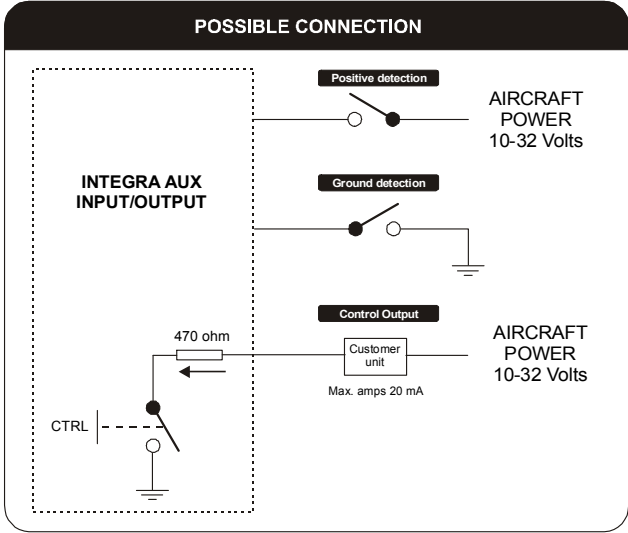 POSSIBLE CONNECTION
Positive detection
AIRCRAFT
POWER
10-32 Volts
INTEGRA AUX
INPUT/OUTPUT
Ground detection
Control Output
470 ohm
Customer
unit
AIRCRAFT
POWER
10-32 Volts
Max. amps 20 mA
CTRL